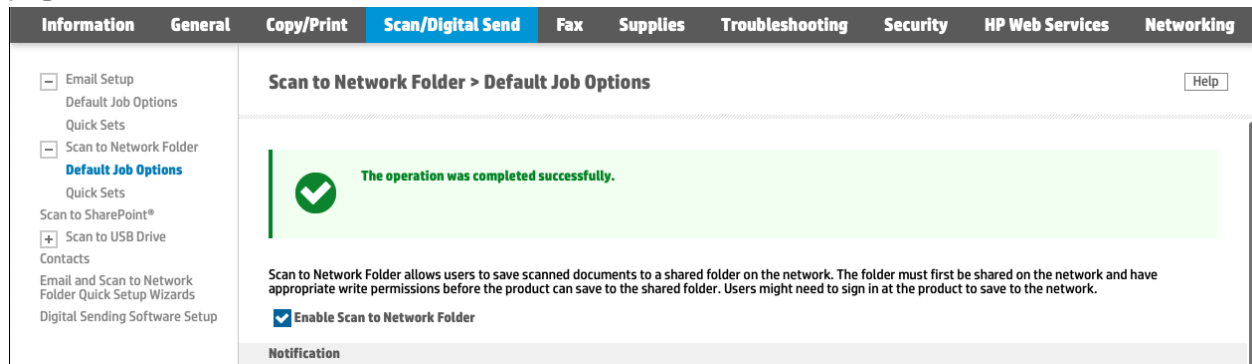 Information General Copy/Print Scan/Digital Send Fax Supplies Troubleshooting Security HP Web Services Networking
Email Setup
Default Job Options
Quick Sets
Scan to Network Folder
Default Job Options
Quick Sets
Scan to SharePoint®
Scan to USB Drive
Contacts
Email and Scan to Network
Folder Quick Setup Wizards
Digital Sending Software Setup
Scan to Network Folder > Default Job Options
Help
The operation was completed successfully.
Scan to Network Folder allows users to save scanned documents to a shared folder on the network. The folder must first be shared on the network and have
appropriate write permissions before the product can save to the shared folder. Users might need to sign in at the product to save to the network.
Enable Scan to Network Folder
Notification